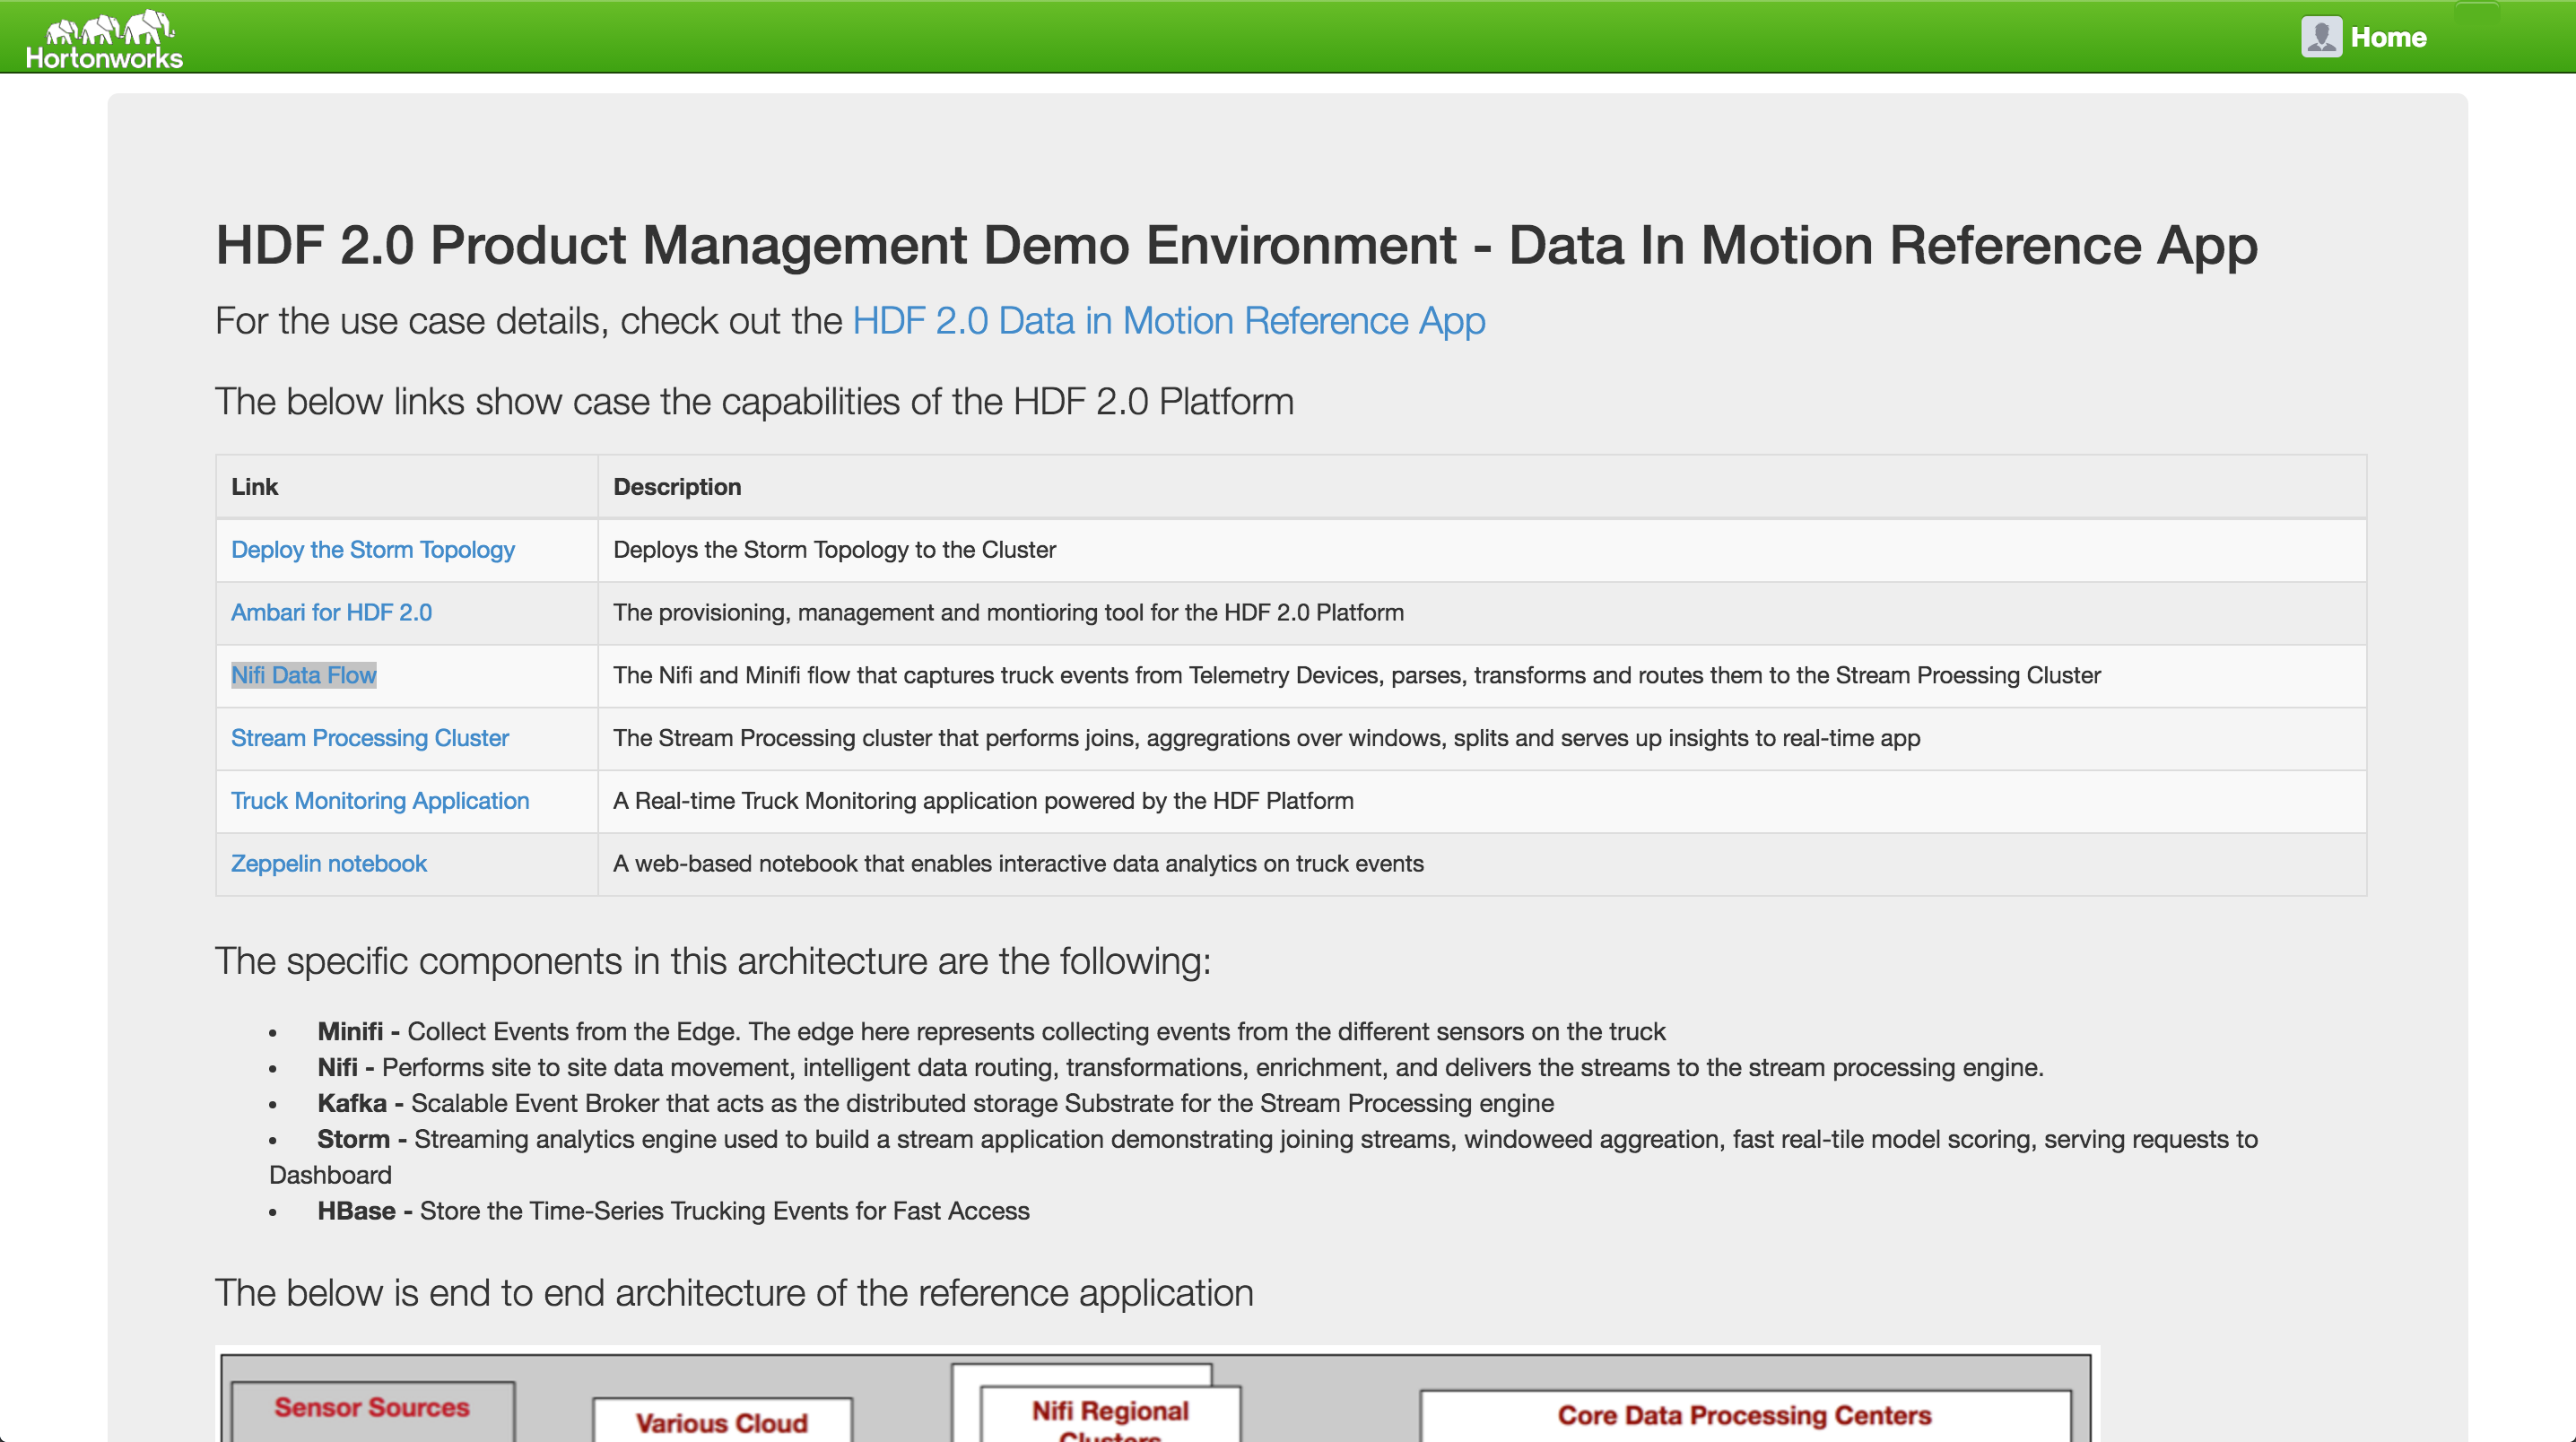 Hortonworks
Home
HDF 2.0 Product Management Demo Environment - Data In Motion Reference App
For the use case details, check out the HDF 2.0 Data in Motion Reference App
The below links show case the capabilities of the HDF 2.0 Platform
Link Description
Deploy the Storm Topology Deploys the Storm Topology to the Cluster
Ambari for HDF 2.0 The provisioning, management and montioring tool for the HDF 2.0 Platform
Nifi Data Flow The Nifi and Minifi flow that captures truck events from Telemetry Devices, parses, transforms and routes them to the Stream Proessing Cluster
Stream Processing Cluster The Stream Processing cluster that performs joins, aggregrations over windows, splits and serves up insights to real-time app
Truck Monitoring Application A Real-time Truck Monitoring application powered by the HDF Platform
Zeppelin notebook A web-based notebook that enables interactive data analytics on truck events
The specific components in this architecture are the following:
• Minifi - Collect Events from the Edge. The edge here represents collecting events from the different sensors on the truck
• Nifi - Performs site to site data movement, intelligent data routing, transformations, enrichment, and delivers the streams to the stream processing engine.
• Kafka - Scalable Event Broker that acts as the distributed storage Substrate for the Stream Processing engine
• Storm - Streaming analytics engine used to build a stream application demonstrating joining streams, windoweed aggreation, fast real-tile model scoring, serving requests to
Dashboard
• HBase - Store the Time-Series Trucking Events for Fast Access
The below is end to end architecture of the reference application
Sensor Sources
Various Cloud
Nifi Regional
Clusters
Core Data Processing Centers